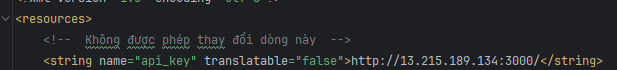 <resources>
<!--  Không được phép thay đổi dòng này  -->
<string name="api_key" translatable="false">http://13.215.189.134:3000/</string>